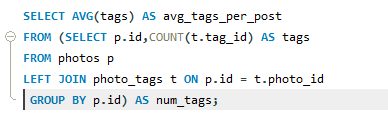 SELECT AVG(tags) AS avg_tags_per_post
FROM (SELECT p.id,COUNT(t.tag_id) AS tags
FROM photos p
LEFT JOIN photo_tags t ON p.id = t.photo_id
GROUP BY p.id) AS num_tags;